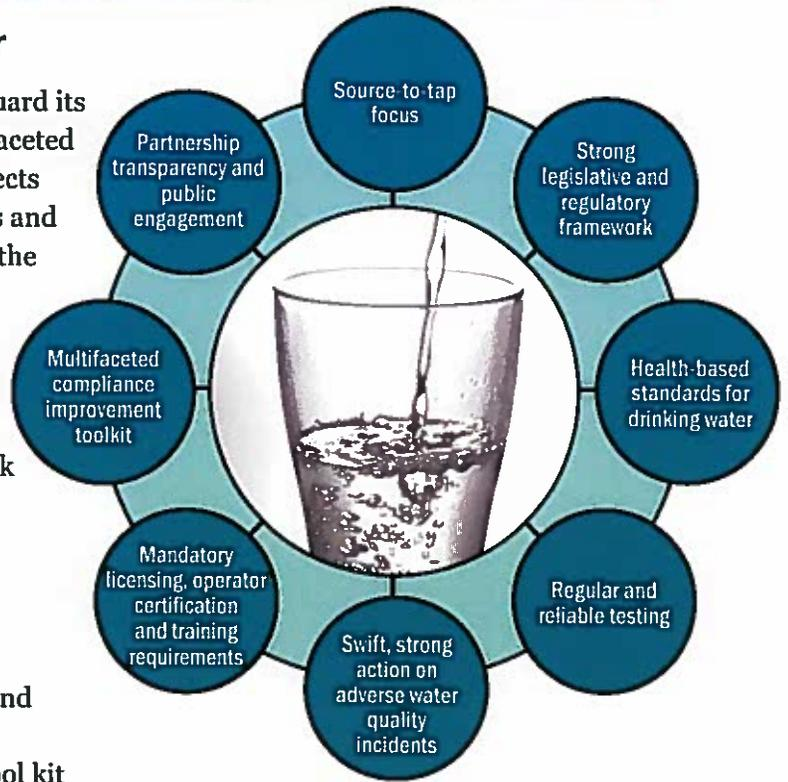 r
uard its
aceted
ects
s and
the
k
nd
ol kit
Source-to-tap
focus
Strong
legislative and
regulatory
framework
Health-based
standards for
drinking water
Regular and
reliable testing
Swift, strong
action on
adverse water
quality
incidents
Mandatory
licensing, operator
certification
and training
requirements
Multifaceted
compliance
improvement
toolkit
Partnership
transparency and
public
engagement